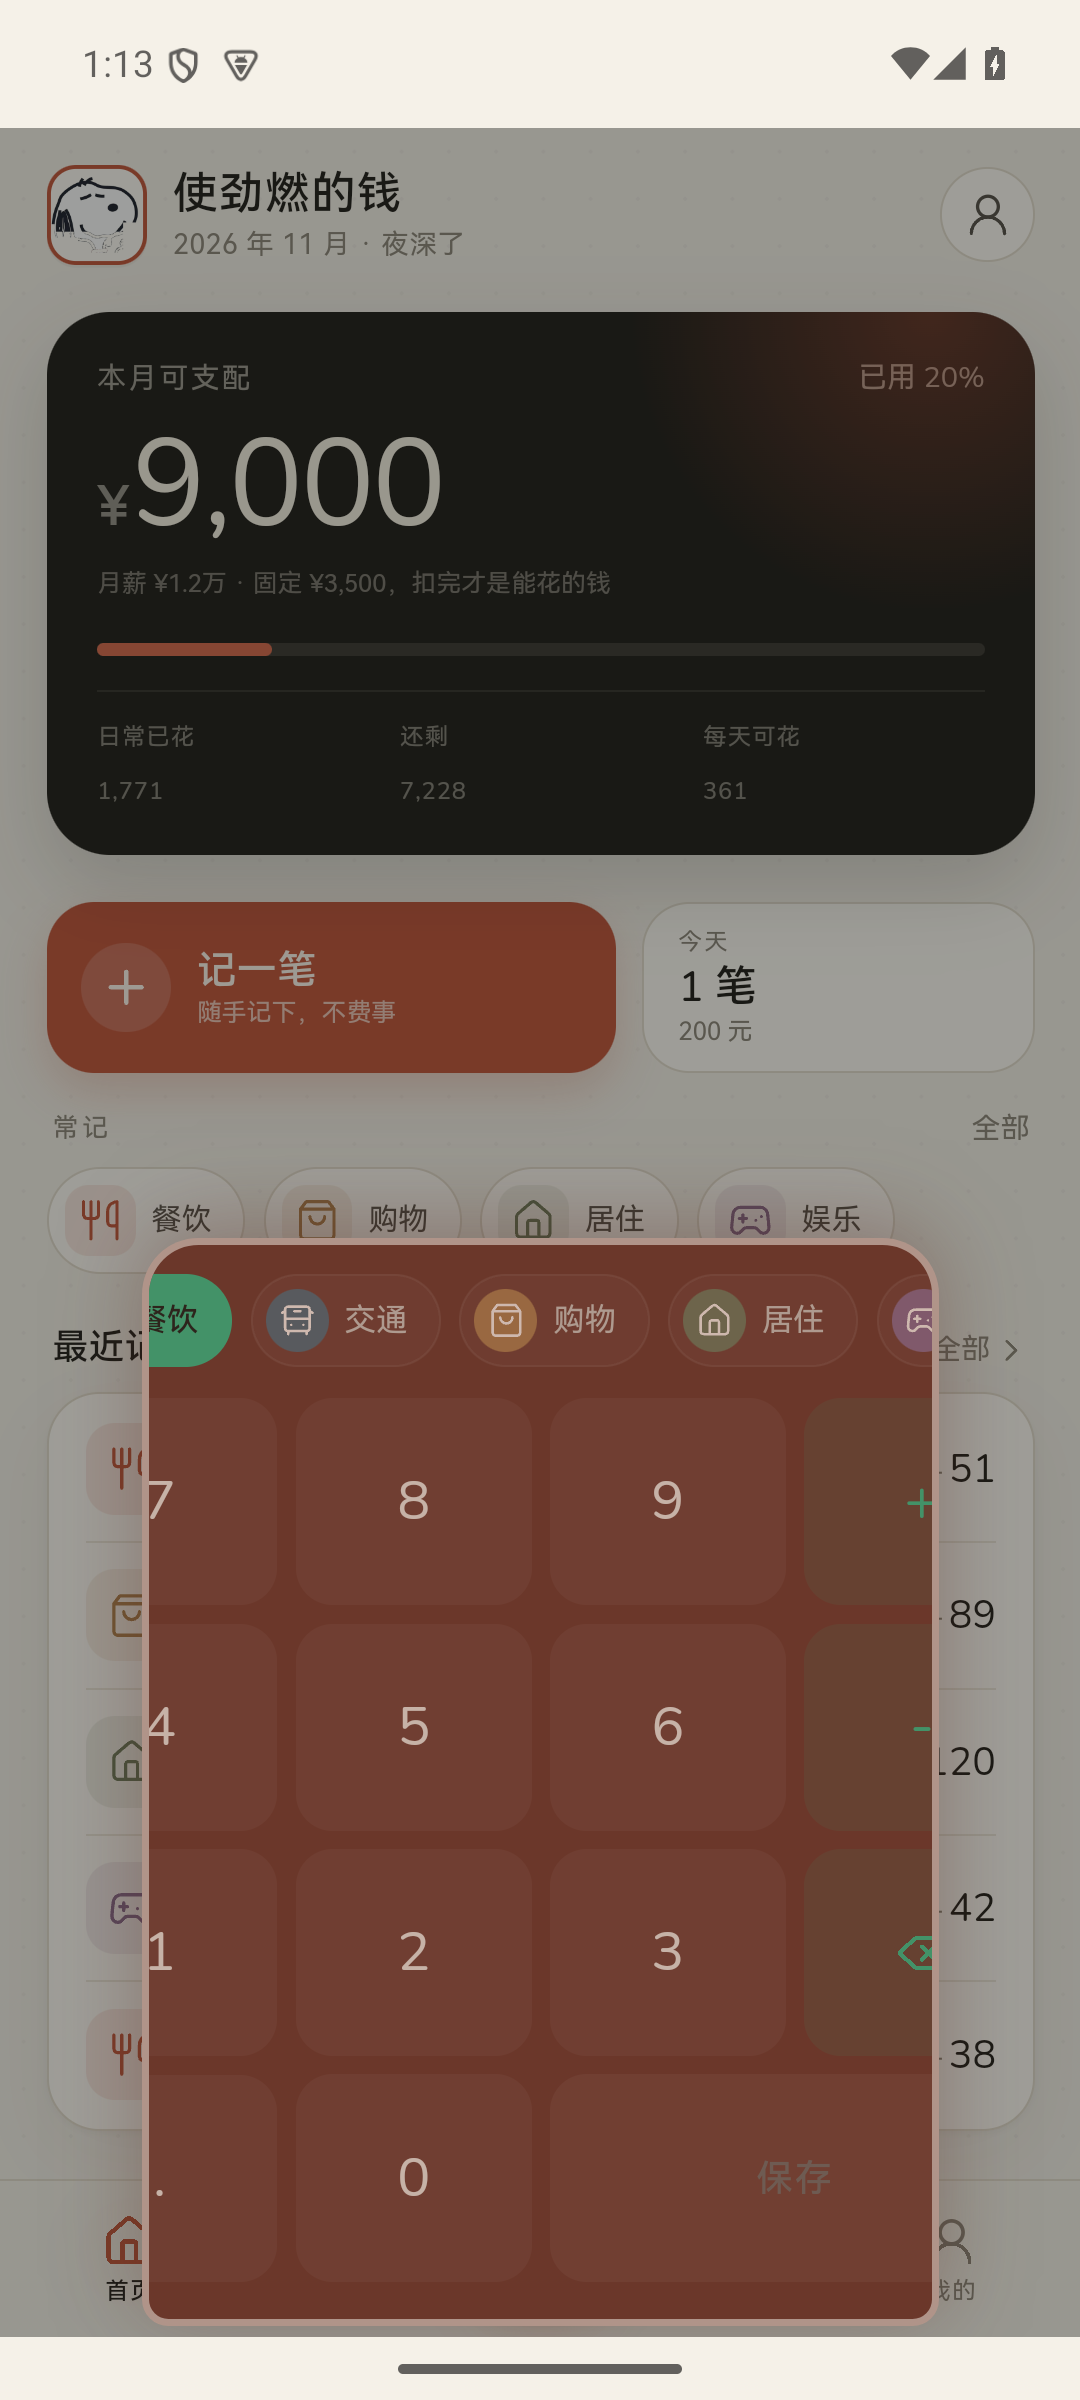 1:13
使劲燃的钱
2026 年 11 月 · 夜深了
本月可支配
已用 20%
¥9,000
月薪 ¥1.2万 · 固定 ¥3,500，扣完才是能花的钱
日常已花
还剩
每天可花
1,771
7,228
361
记一笔
随手记下，不费事
今天
1 笔
200 元
常记
全部
餐饮
购物
居住
娱乐
最近记
全部
餐饮
交通
购物
居住
51
89
120
42
38
7
8
9
+
4
5
6
-
1
2
3
.
0
保存
首页
我的